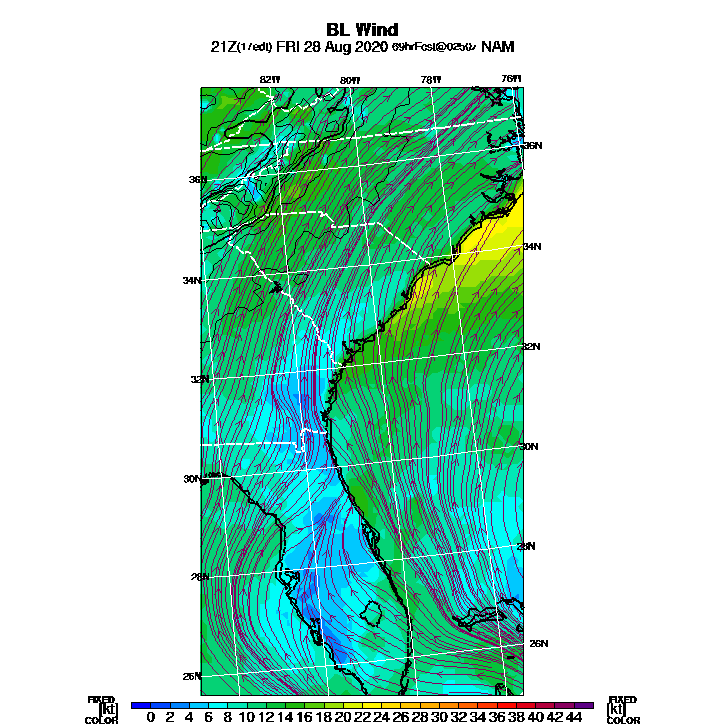 BL Wind
21Z(17edt) FRI 28 Aug 2020 69hrFcst@0250z NAM
82W 80W 78W 76W
36N 36N
34N 34N
32N 32N
30N 30N
28N 28N
26N 26N
FIXED FIXED
[kt] 0 2 4 6 8 10 12 14 16 18 20 22 24 26 28 30 32 34 36 38 40 42 44 [kt]
COLOR COLOR